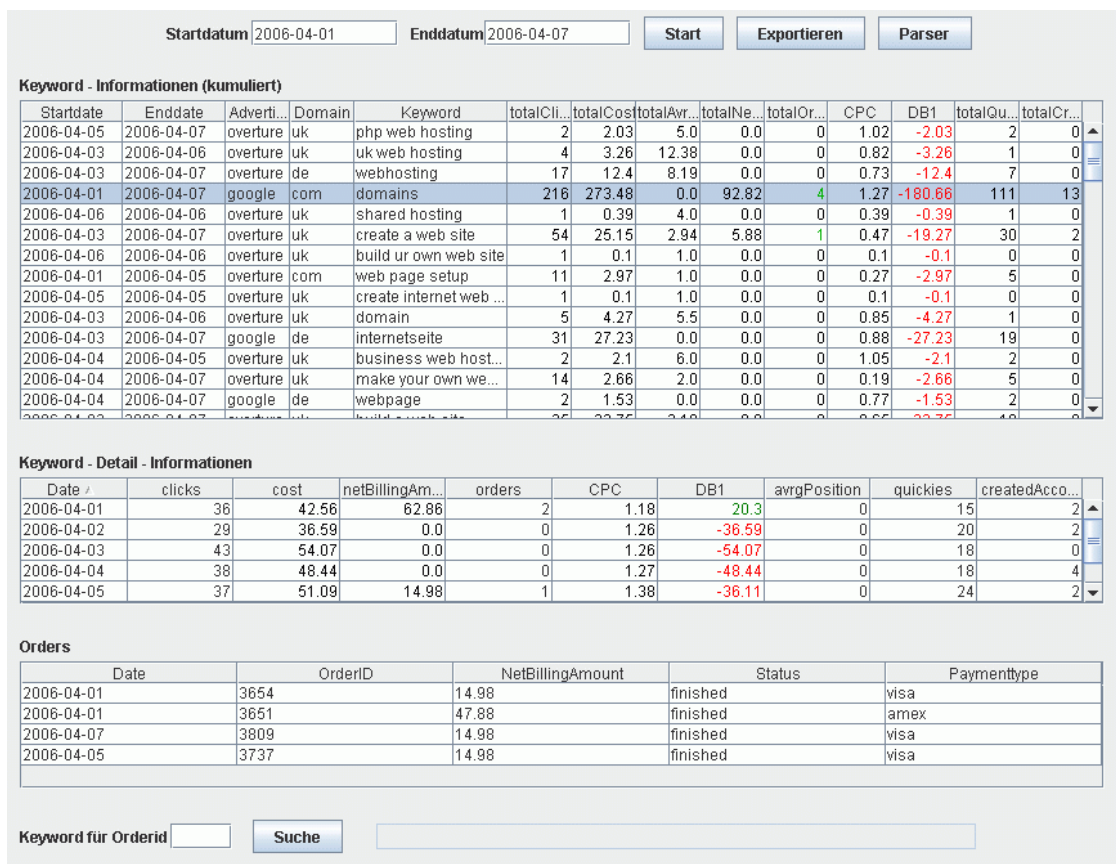 Startdatum 2006-04-01 Enddatum 2006-04-07 Start Exportieren Parser
Keyword - Informationen (kumuliert)
Startdate Enddate Adverti... Domain Keyword totalCli... totalCost totalAvr... totalNe... totalOr... CPC DB1 totalQu... totalCr...
2006-04-05 2006-04-07 overture uk php web hosting 2 2.03 5.0 0.0 0 1.02 -2.03 2 0
2006-04-03 2006-04-06 overture uk uk web hosting 4 3.26 12.38 0.0 0 0.82 -3.26 1 0
2006-04-03 2006-04-07 overture de webhosting 17 12.4 8.19 0.0 0 0.73 -12.4 7 0
2006-04-01 2006-04-07 google com domains 216 273.48 0.0 92.82 4 1.27 -180.66 111 13
2006-04-06 2006-04-06 overture uk shared hosting 1 0.39 4.0 0.0 0 0.39 -0.39 1 0
2006-04-03 2006-04-07 overture uk create a web site 54 25.15 2.94 5.88 1 0.47 -19.27 30 2
2006-04-06 2006-04-06 overture uk build ur own web site 1 0.1 1.0 0.0 0 0.1 -0.1 0 0
2006-04-01 2006-04-05 overture com web page setup 11 2.97 1.0 0.0 0 0.27 -2.97 5 0
2006-04-05 2006-04-05 overture uk create internet web ... 1 0.1 1.0 0.0 0 0.1 -0.1 0 0
2006-04-03 2006-04-06 overture uk domain 5 4.27 5.5 0.0 0 0.85 -4.27 1 0
2006-04-03 2006-04-07 google de internetseite 31 27.23 0.0 0.0 0 0.88 -27.23 19 0
2006-04-04 2006-04-05 overture uk business web host... 2 2.1 6.0 0.0 0 1.05 -2.1 2 0
2006-04-04 2006-04-07 overture uk make your own we... 14 2.66 2.0 0.0 0 0.19 -2.66 5 0
2006-04-04 2006-04-07 google de webpage 2 1.53 0.0 0.0 0 0.77 -1.53 2 0
Keyword - Detail - Informationen
Date clicks cost netBillingAm... orders CPC DB1 avrgPosition quickies createdAcco...
2006-04-01 36 42.56 62.86 2 1.18 20.3 0 15 2
2006-04-02 29 36.59 0.0 0 1.26 -36.59 0 20 2
2006-04-03 43 54.07 0.0 0 1.26 -54.07 0 18 0
2006-04-04 38 48.44 0.0 0 1.27 -48.44 0 18 4
2006-04-05 37 51.09 14.98 1 1.38 -36.11 0 24 2
Orders
Date OrderID NetBillingAmount Status Paymenttype
2006-04-01 3654 14.98 finished visa
2006-04-01 3651 47.88 finished amex
2006-04-07 3809 14.98 finished visa
2006-04-05 3737 14.98 finished visa
Keyword für Orderid Suche